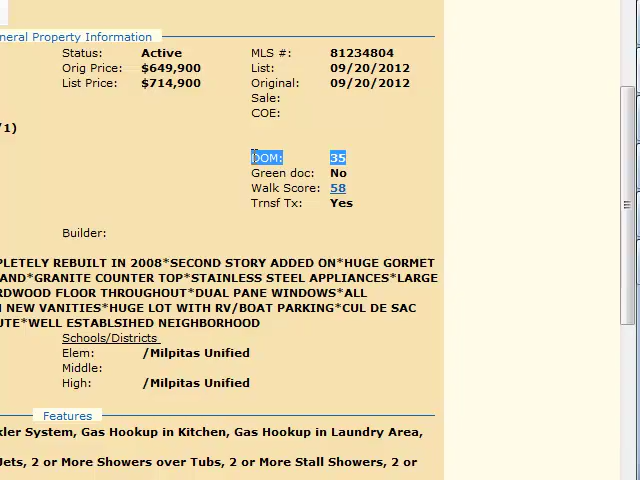 neral Property Information
Status: Active MLS #: 81234804
Orig Price: $649,900 List: 09/20/2012
List Price: $714,900 Original: 09/20/2012
Sale:
COE:
/1)
DOM: 35
Green doc: No
Walk Score: 58
Trnsf Tx: Yes
Builder:
PLETELY REBUILT IN 2008*SECOND STORY ADDED ON*HUGE GORMET
AND*GRANITE COUNTER TOP*STAINLESS STEEL APPLIANCES*LARGE
RDWOOD FLOOR THROUGHOUT*DUAL PANE WINDOWS*ALL
N NEW VANITIES*HUGE LOT WITH RV/BOAT PARKING*CUL DE SAC
UTE*WELL ESTABLSIHED NEIGHBORHOOD
Schools/Districts
Elem: /Milpitas Unified
Middle:
High: /Milpitas Unified
Features
kler System, Gas Hookup in Kitchen, Gas Hookup in Laundry Area,
Jets, 2 or More Showers over Tubs, 2 or More Stall Showers, 2 or